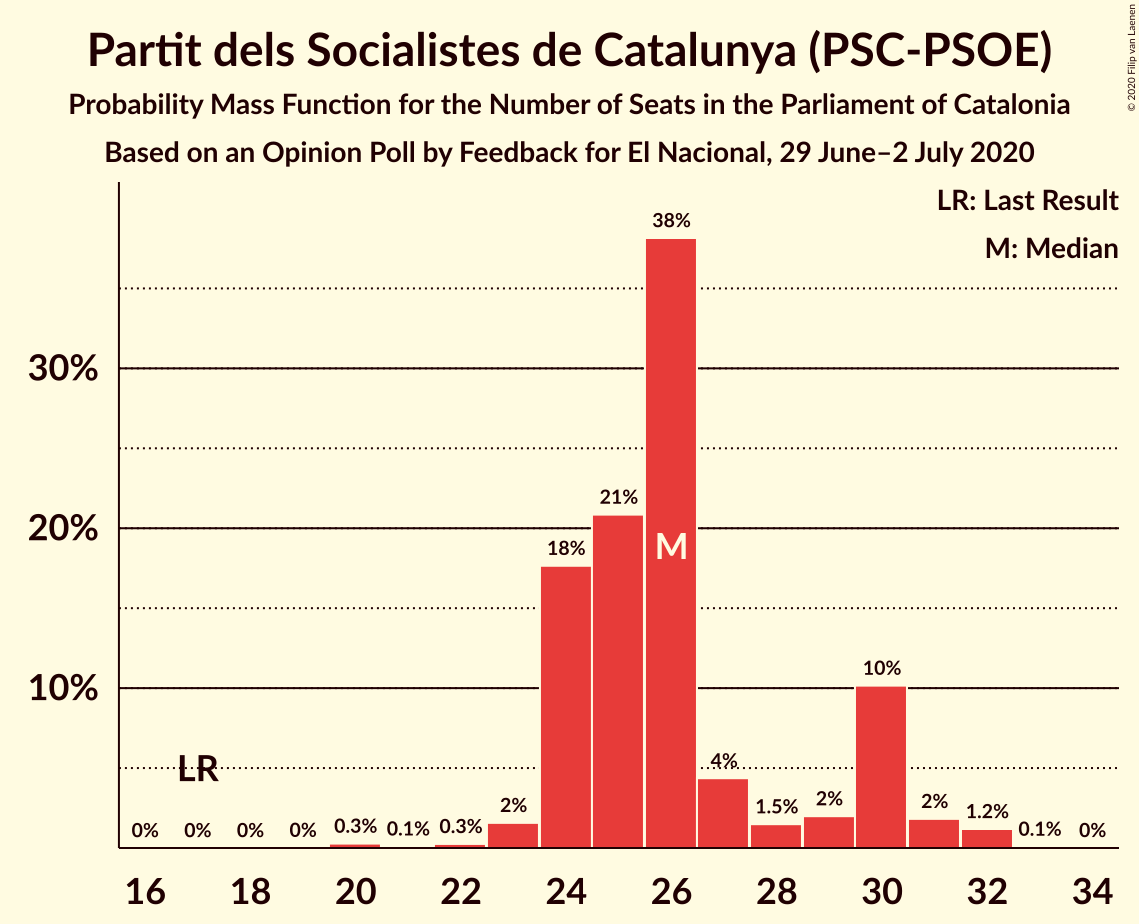 Partit dels Socialistes de Catalunya (PSC-PSOE)
Probability Mass Function for the Number of Seats in the Parliament of Catalonia
Based on an Opinion Poll by Feedback for El Nacional, 29 June–2 July 2020
© 2020 Filip van Laenen
LR: Last Result
M: Median
38%
30%
21%
20%
18%
M
10%
10%
LR
4%
0% 0% 0% 0% 0.3% 0.1% 0.3% 2% 1.5% 2% 2% 1.2% 0.1% 0%
16 18 20 22 24 26 28 30 32 34